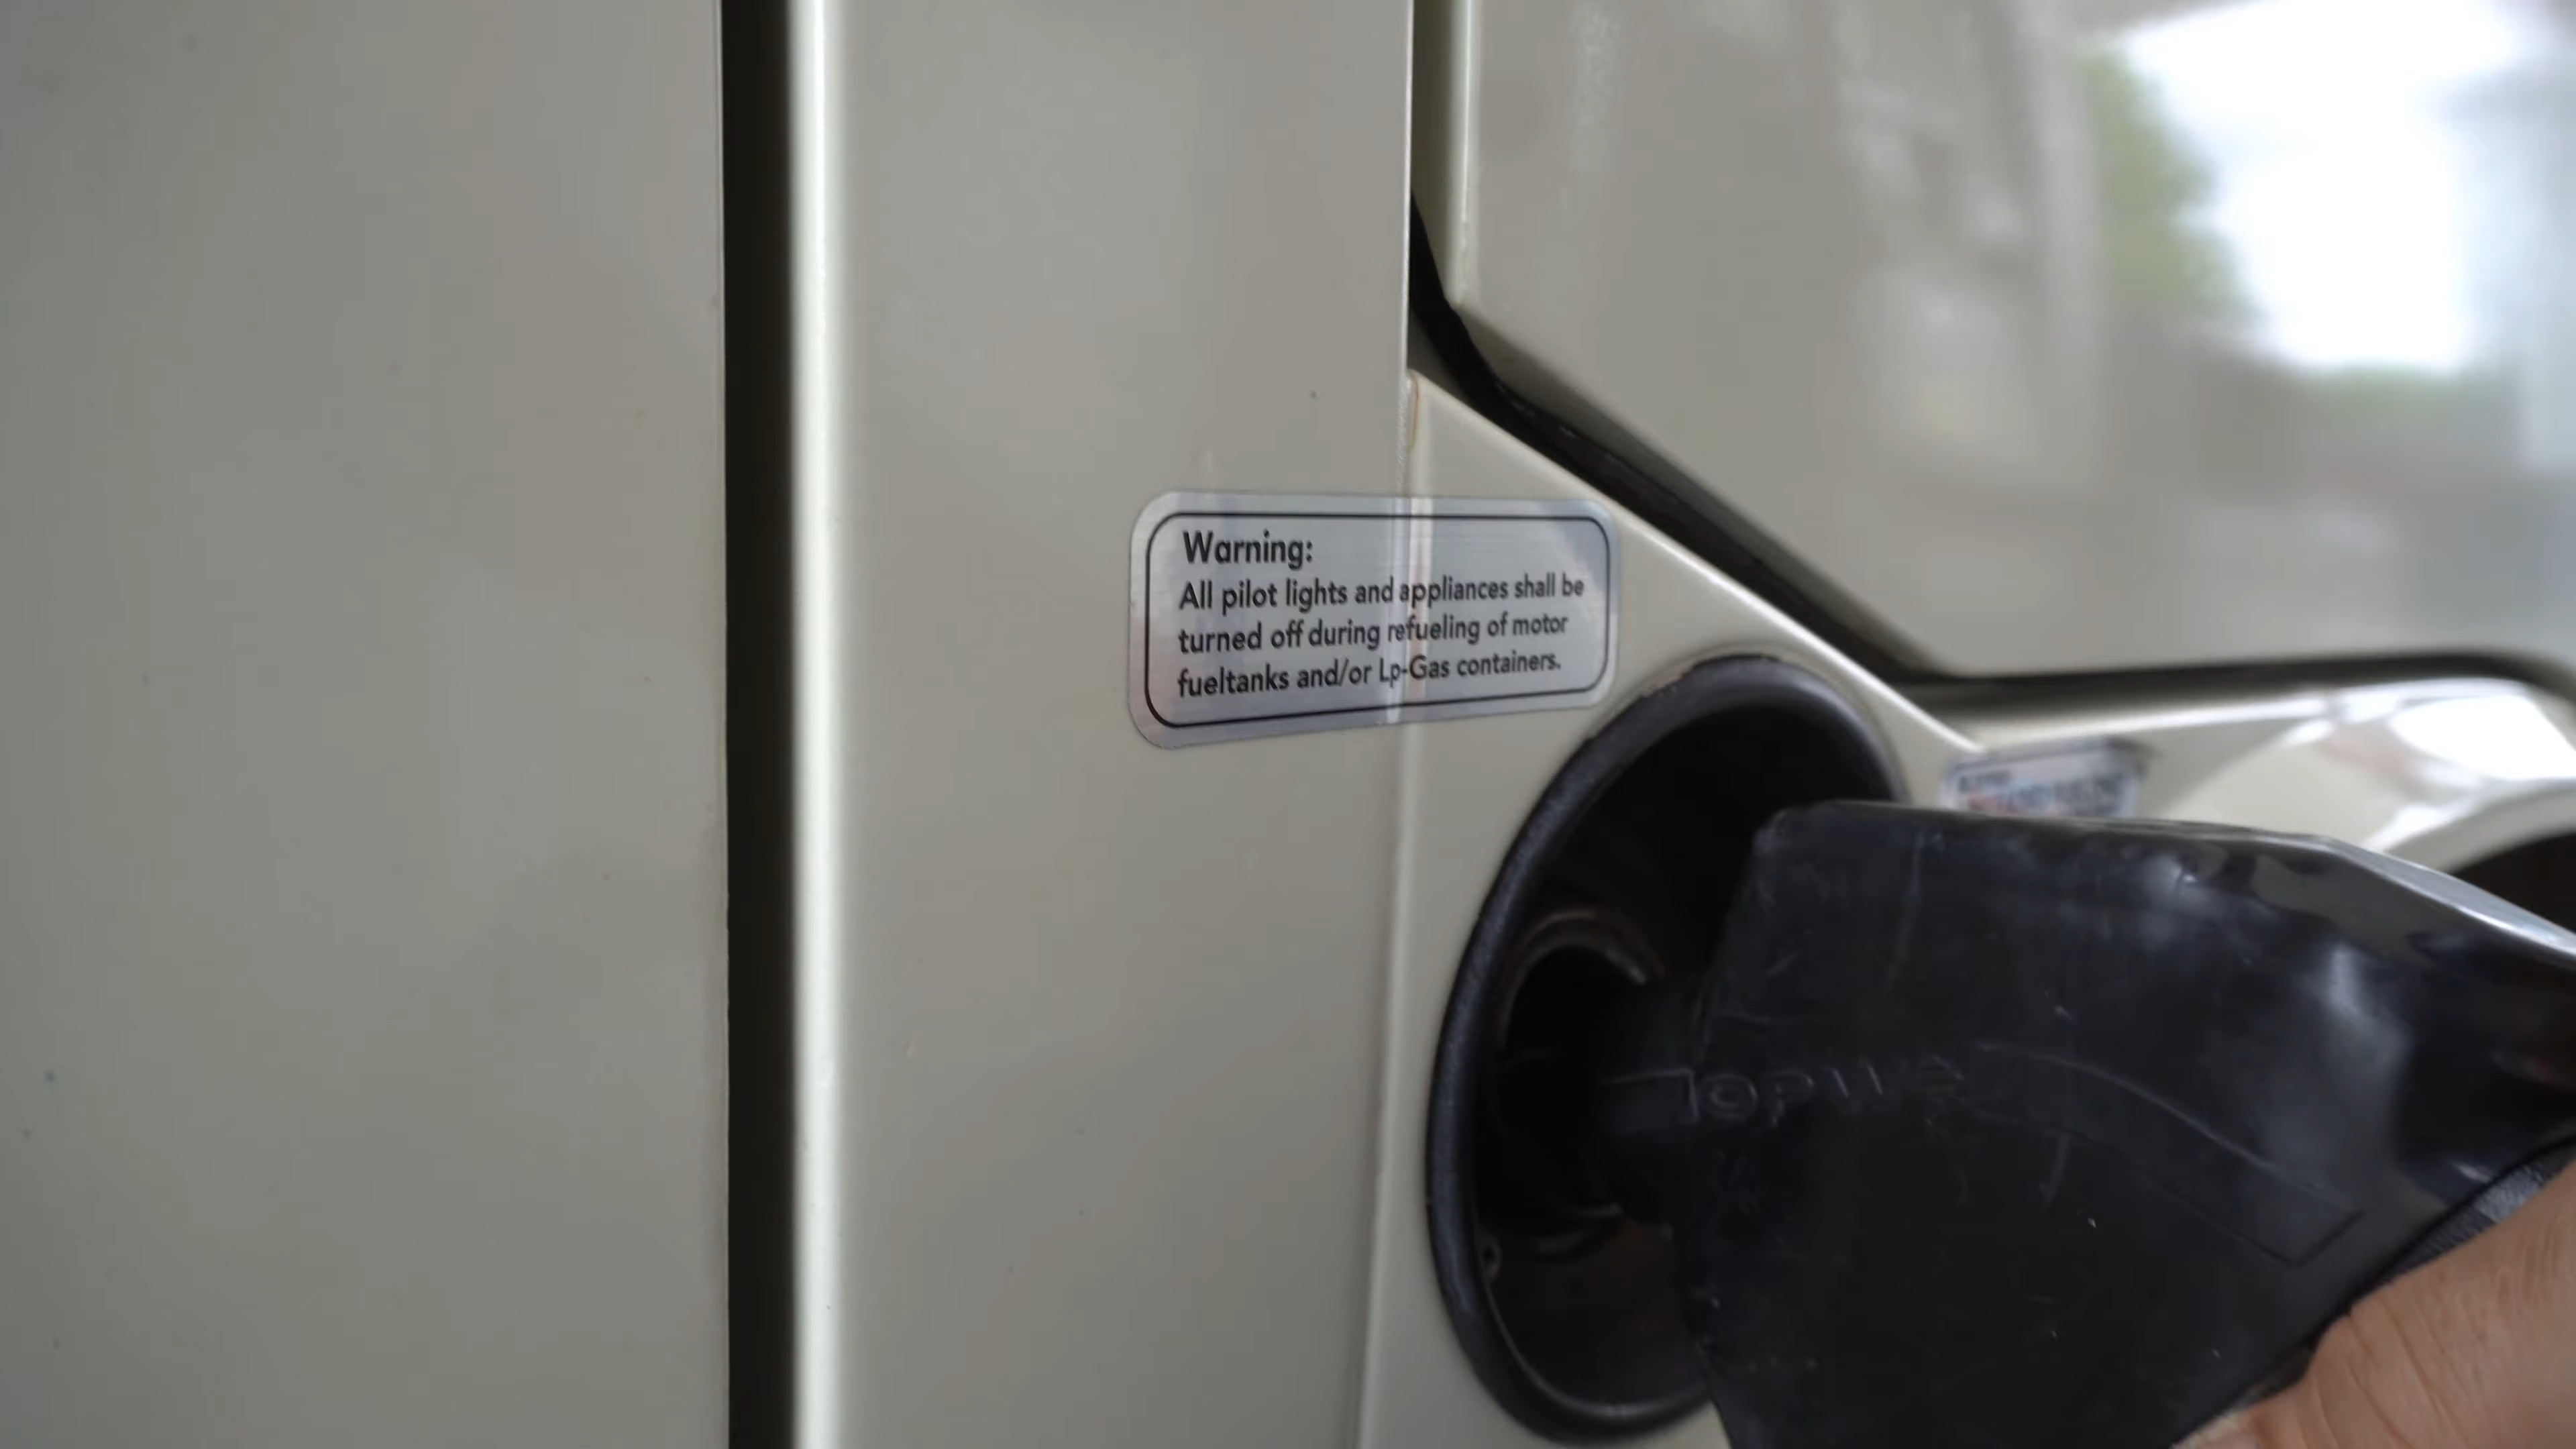 Warning:
All pilot lights and appliances shall be
turned off during refueling of motor
fueltanks and/or Lp-Gas containers.
©OPW